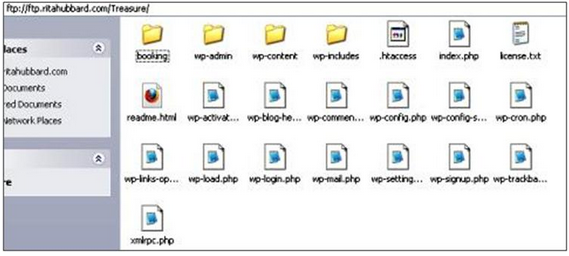 ftp://ftp.ritahubbard.com/Treasure/
laces
ritahubbard.com
Documents
red Documents
Network Places
re
booking wp-admin wp-content wp-includes .htaccess index.php license.txt
readme.html wp-activat... wp-blog-he... wp-commen... wp-config.php wp-config-s... wp-cron.php
wp-links-op... wp-load.php wp-login.php wp-mail.php wp-setting... wp-signup.php wp-trackba...
xmlrpc.php